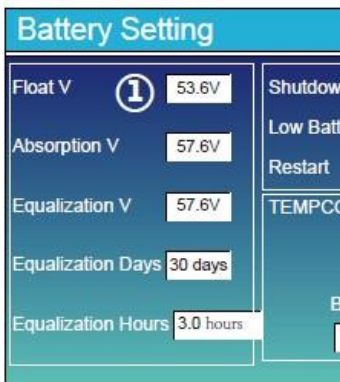 Battery Setting
Float V ① 53.6V
Absorption V 57.6V
Equalization V 57.6V
Equalization Days 30 days
Equalization Hours 3.0 hours
Shutdow
Low Batt
Restart
TEMPCO
B